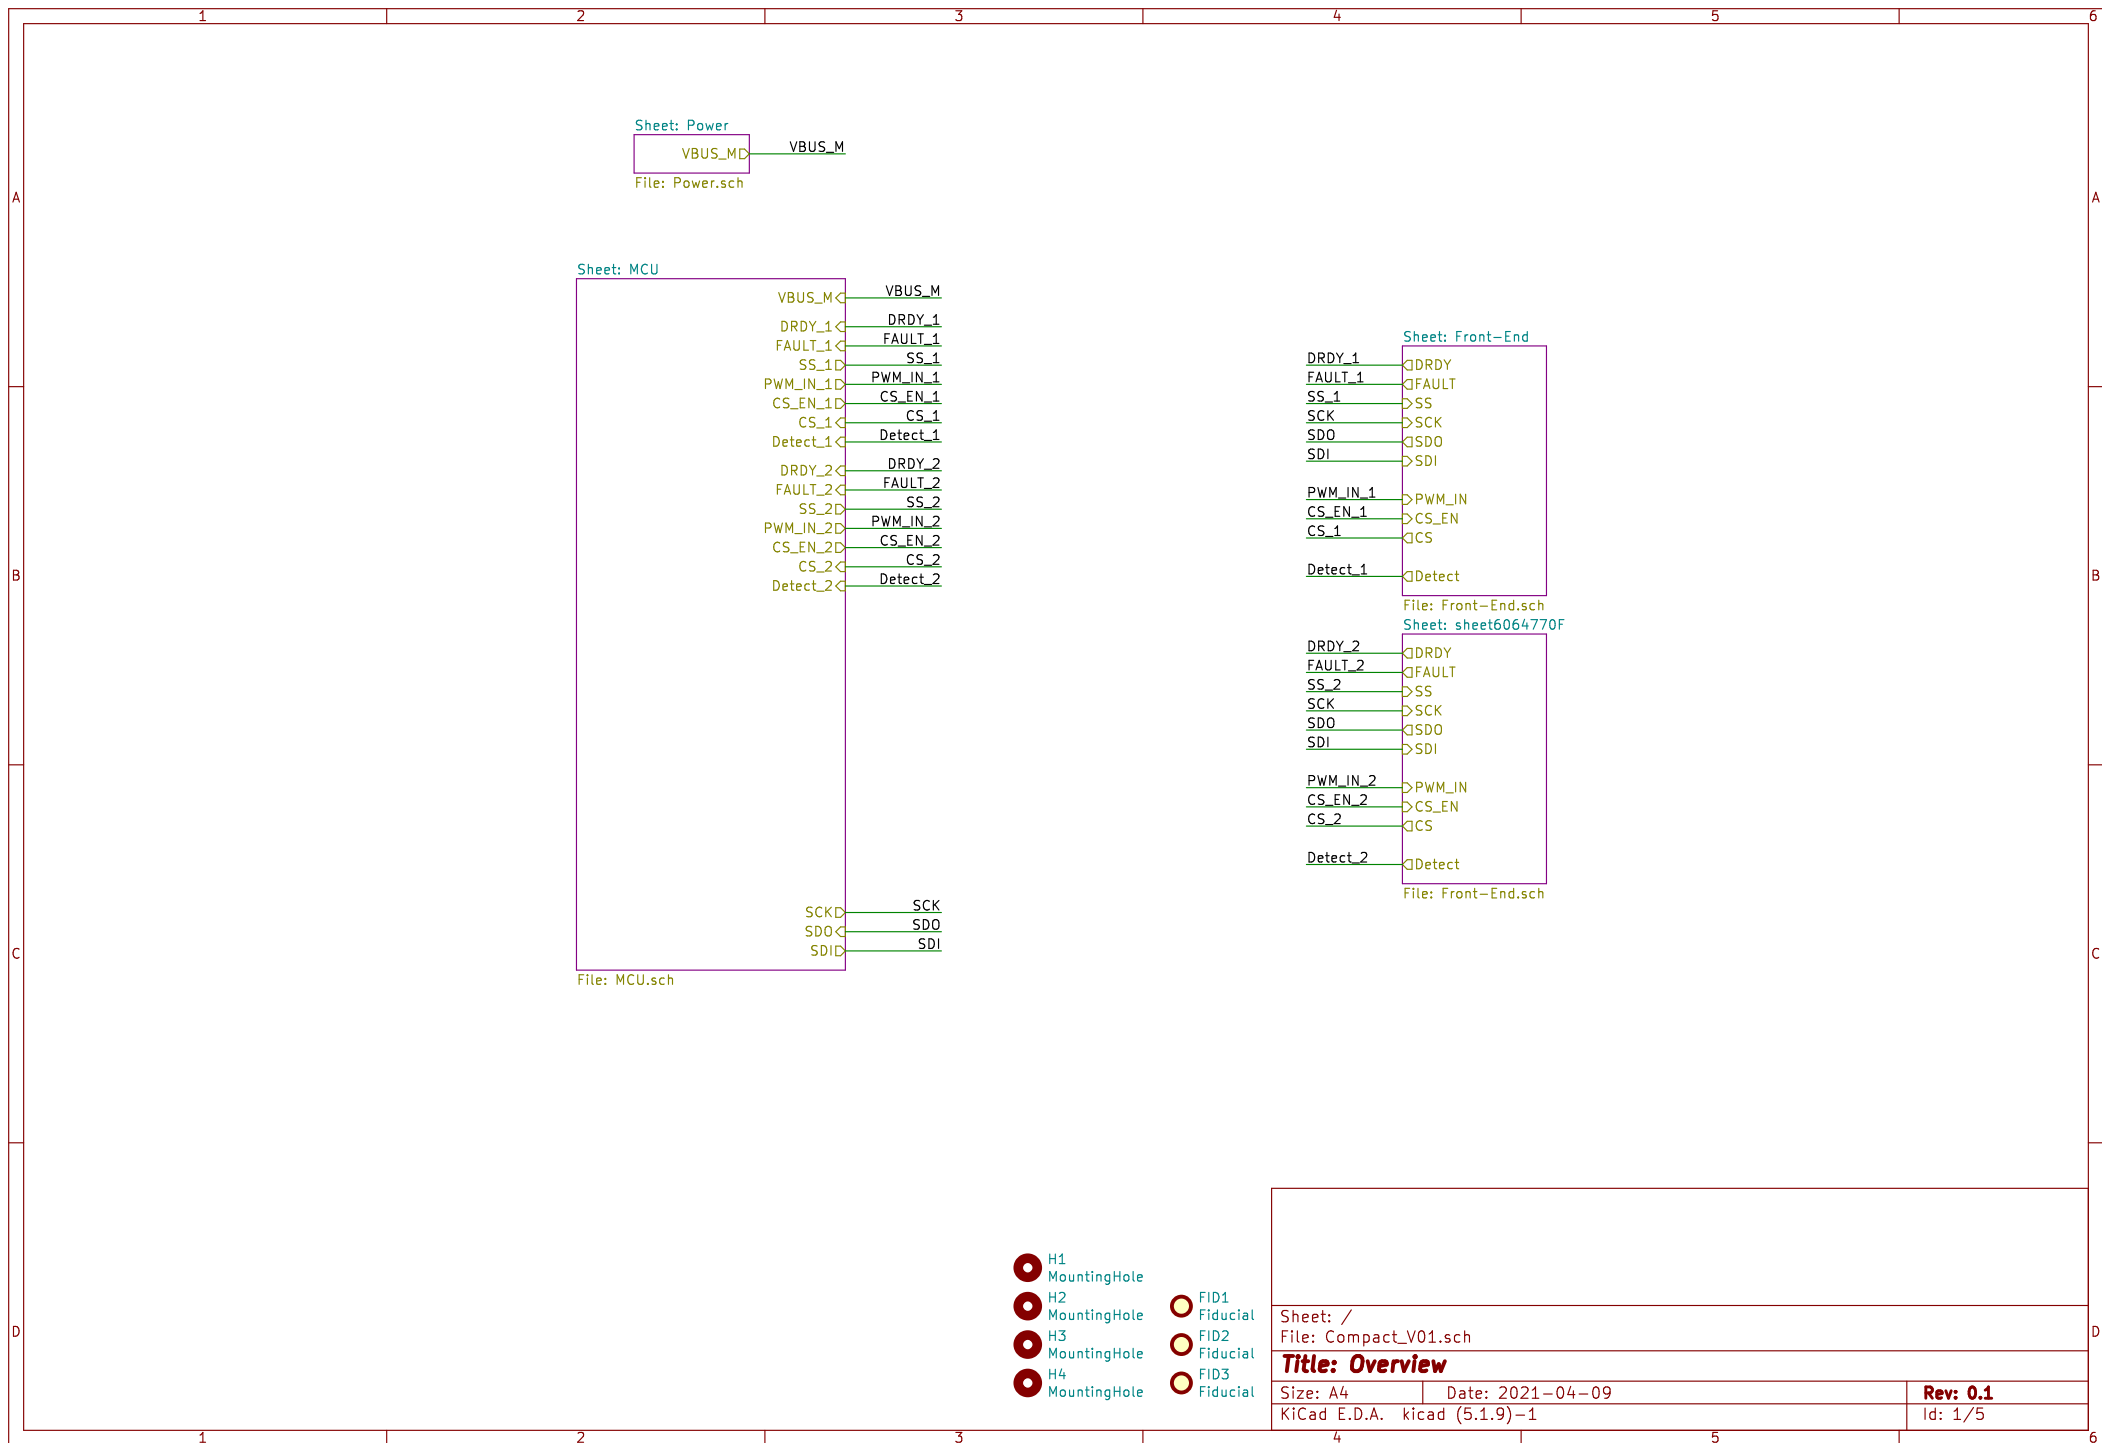 1 2 3 4 5 6
A A
B B
C C
D D
Sheet: Power
VBUS_M VBUS_M
File: Power.sch
Sheet: MCU
VBUS_M VBUS_M
DRDY_1 DRDY_1
FAULT_1 FAULT_1
SS_1 SS_1
PWM_IN_1 PWM_IN_1
CS_EN_1 CS_EN_1
CS_1 CS_1
Detect_1 Detect_1
DRDY_2 DRDY_2
FAULT_2 FAULT_2
SS_2 SS_2
PWM_IN_2 PWM_IN_2
CS_EN_2 CS_EN_2
CS_2 CS_2
Detect_2 Detect_2
SCK SCK
SDO SDO
SDI SDI
File: MCU.sch
Sheet: Front-End
DRDY_1 DRDY
FAULT_1 FAULT
SS_1 SS
SCK SCK
SDO SDO
SDI SDI
PWM_IN_1 PWM_IN
CS_EN_1 CS_EN
CS_1 CS
Detect_1 Detect
File: Front-End.sch
Sheet: sheet6064770F
DRDY_2 DRDY
FAULT_2 FAULT
SS_2 SS
SCK SCK
SDO SDO
SDI SDI
PWM_IN_2 PWM_IN
CS_EN_2 CS_EN
CS_2 CS
Detect_2 Detect
File: Front-End.sch
H1
MountingHole
H2
MountingHole
H3
MountingHole
H4
MountingHole
FID1
Fiducial
FID2
Fiducial
FID3
Fiducial
Sheet: /
File: Compact_V01.sch
Title: Overview
Size: A4 Date: 2021-04-09 Rev: 0.1
KiCad E.D.A. kicad (5.1.9)-1 Id: 1/5
1 2 3 4 5 6